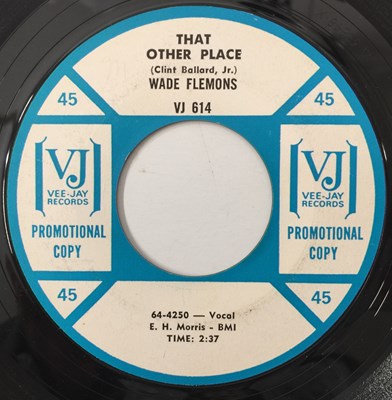 THAT
OTHER PLACE
(Clint Ballard, Jr.)
WADE FLEMONS
VJ 614
45
45
VJ
VEE-JAY
RECORDS
PROMOTIONAL
COPY
VJ
VEE-JAY
RECORDS
PROMOTIONAL
COPY
45
45
64-4250 — Vocal
E. H. Morris - BMI
TIME: 2:37